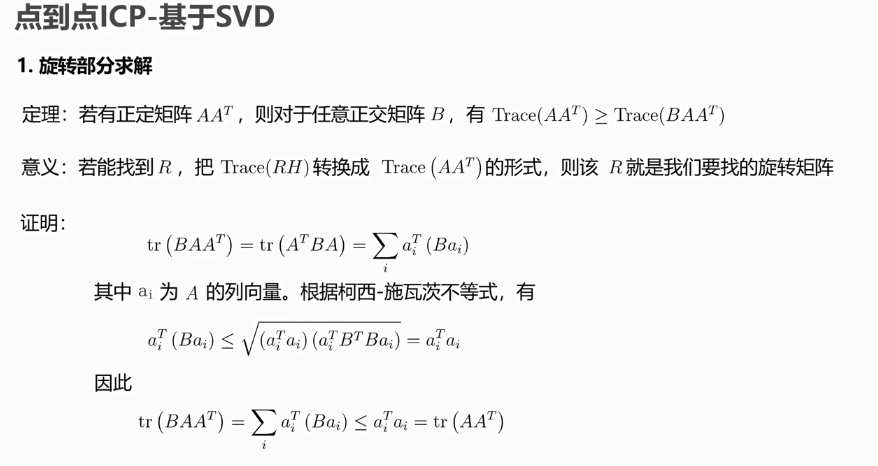 点到点ICP-基于SVD
1. 旋转部分求解
定理：若有正定矩阵 $AA^T$，则对于任意正交矩阵 $B$，有 $\mathrm{Trace}(AA^T) \geq \mathrm{Trace}(BAA^T)$
意义：若能找到 $R$，把 $\mathrm{Trace}(RH)$ 转换成 $\mathrm{Trace}\left(AA^T\right)$ 的形式，则该 $R$ 就是我们要找的旋转矩阵
证明：
$\mathrm{tr}\left(BAA^T\right) = \mathrm{tr}\left(A^TBA\right) = \sum_i a_i^T\left(Ba_i\right)$
其中 $\mathrm{a_i}$ 为 $A$ 的列向量。根据柯西-施瓦茨不等式，有
$a_i^T\left(Ba_i\right) \leq \sqrt{\left(a_i^Ta_i\right)\left(a_i^TB^TBa_i\right)} = a_i^Ta_i$
因此
$\mathrm{tr}\left(BAA^T\right) = \sum_i a_i^T\left(Ba_i\right) \leq a_i^Ta_i = \mathrm{tr}\left(AA^T\right)$